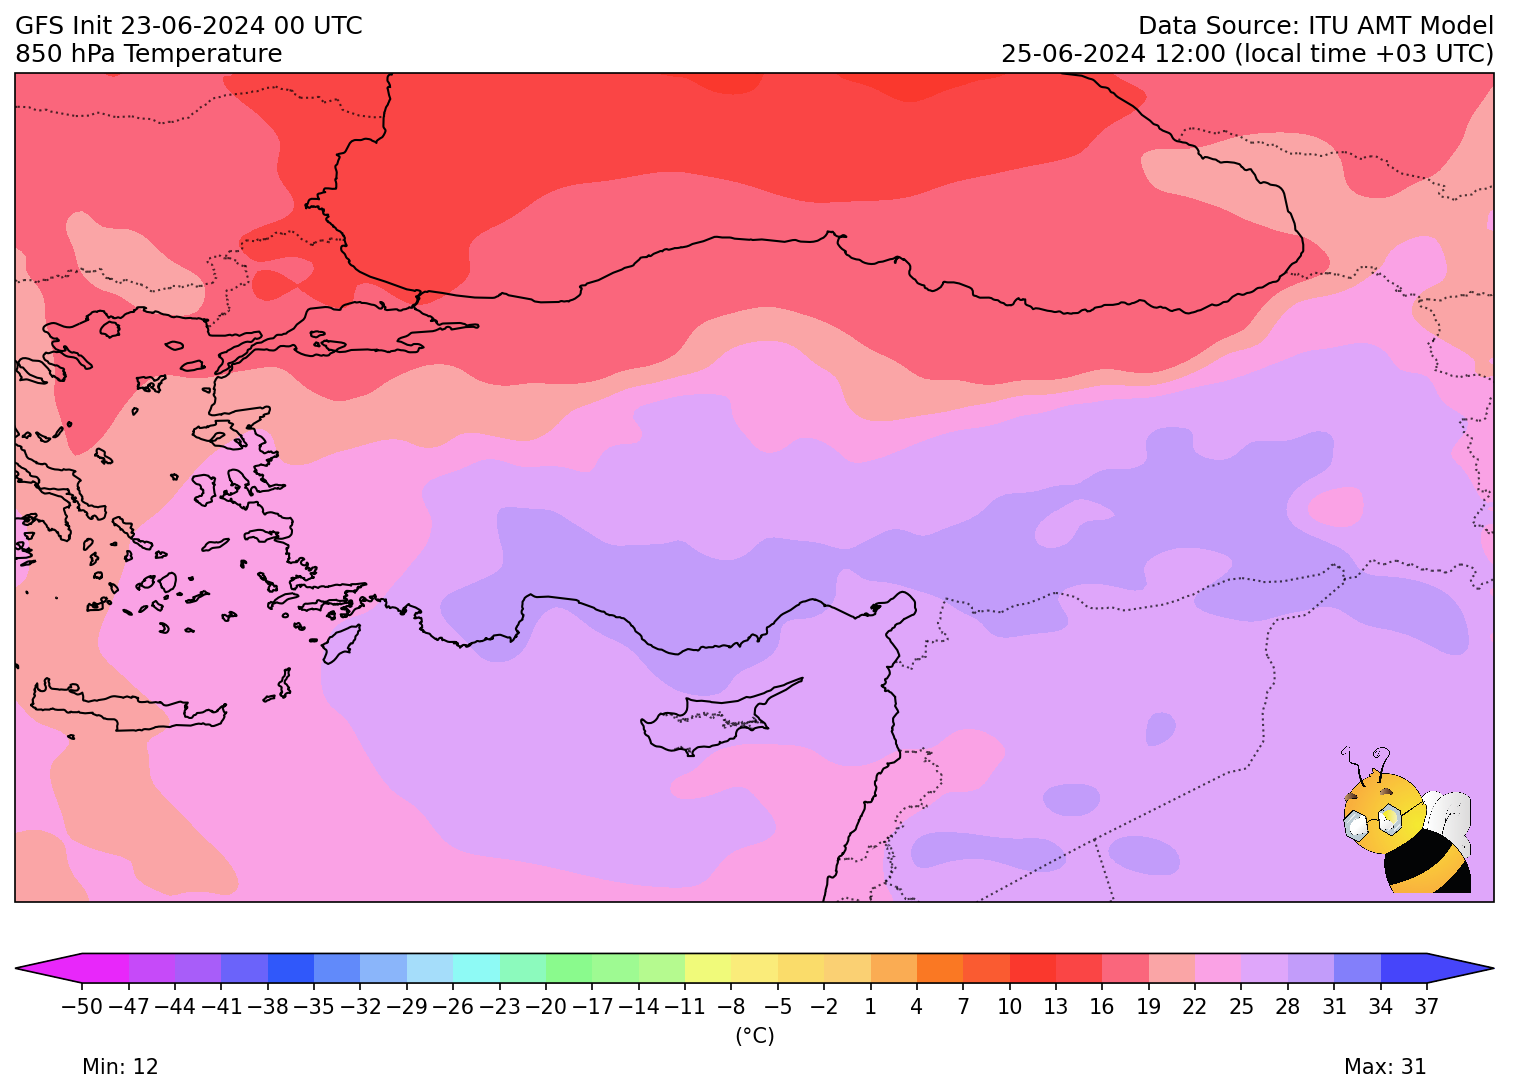 GFS Init 23-06-2024 00 UTC
850 hPa Temperature
Data Source: ITU AMT Model
25-06-2024 12:00 (local time +03 UTC)
−50 −47 −44 −41 −38 −35 −32 −29 −26 −23 −20 −17 −14 −11 −8 −5 −2 1 4 7 10 13 16 19 22 25 28 31 34 37
(°C)
Min: 12
Max: 31